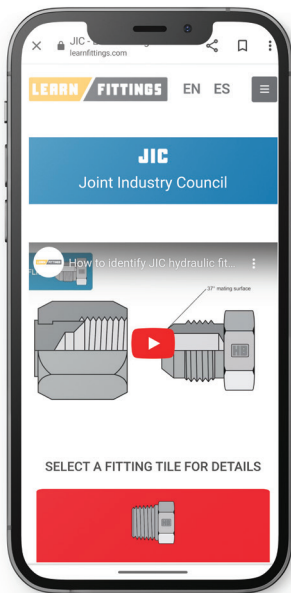 JIC -
learnfittings.com
LEARN FITTINGS
EN ES
JIC
Joint Industry Council
How to identify JIC hydraulic fit..
37° mating surface
HB
SELECT A FITTING TILE FOR DETAILS